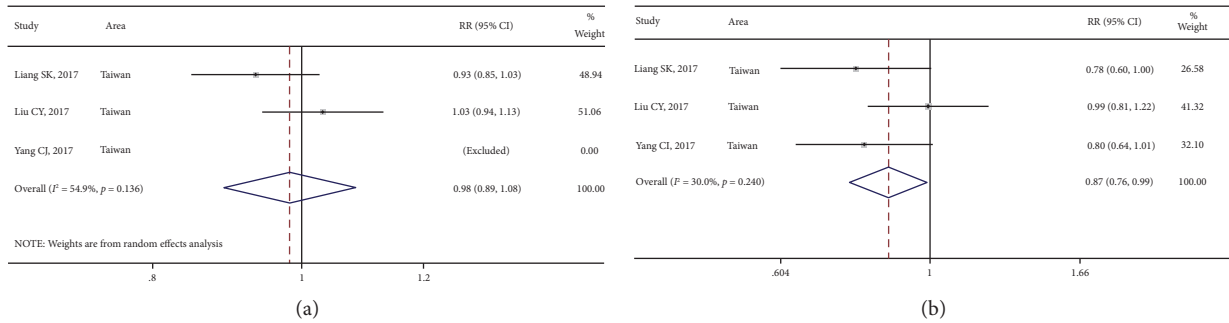 Study Area RR (95% CI) % Weight
Liang SK, 2017 Taiwan 0.93 (0.85, 1.03) 48.94
Liu CY, 2017 Taiwan 1.03 (0.94, 1.13) 51.06
Yang CJ, 2017 Taiwan (Excluded) 0.00
Overall (I² = 54.9%, p = 0.136) 0.98 (0.89, 1.08) 100.00
NOTE: Weights are from random effects analysis
.8 1 1.2
(a)
Study Area RR (95% CI) % Weight
Liang SK, 2017 Taiwan 0.78 (0.60, 1.00) 26.58
Liu CY, 2017 Taiwan 0.99 (0.81, 1.22) 41.32
Yang CI, 2017 Taiwan 0.80 (0.64, 1.01) 32.10
Overall (I² = 30.0%, p = 0.240) 0.87 (0.76, 0.99) 100.00
.604 1 1.66
(b)